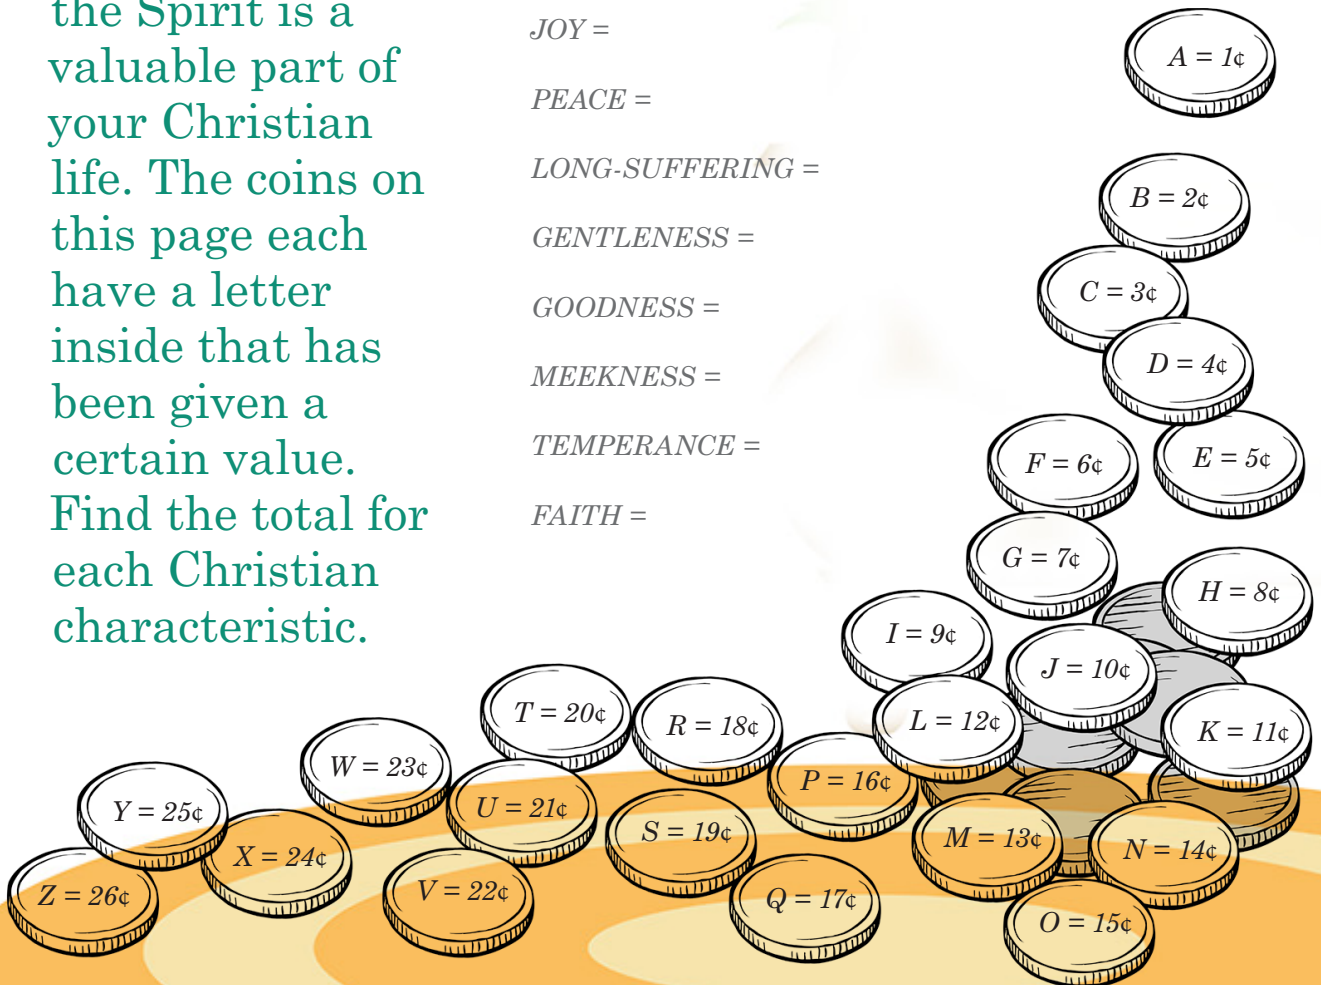 the Spirit is a
valuable part of
your Christian
life. The coins on
this page each
have a letter
inside that has
been given a
certain value.
Find the total for
each Christian
characteristic.
JOY =
PEACE =
LONG-SUFFERING =
GENTLENESS =
GOODNESS =
MEEKNESS =
TEMPERANCE =
FAITH =
A = 1¢
B = 2¢
C = 3¢
D = 4¢
F = 6¢
E = 5¢
G = 7¢
H = 8¢
I = 9¢
J = 10¢
T = 20¢
R = 18¢
L = 12¢
K = 11¢
W = 23¢
P = 16¢
Y = 25¢
U = 21¢
S = 19¢
M = 13¢
N = 14¢
X = 24¢
Z = 26¢
V = 22¢
Q = 17¢
O = 15¢